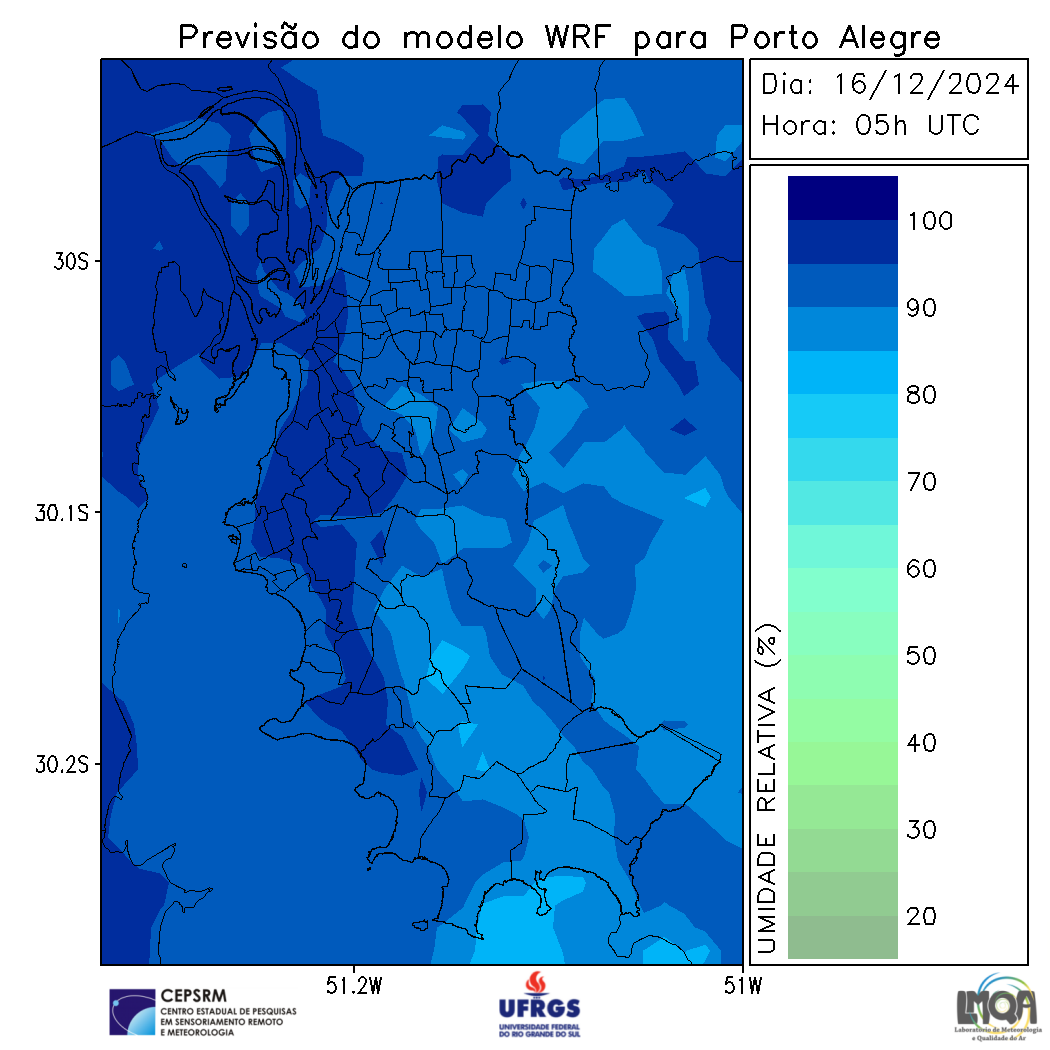 Previsão do modelo WRF para Porto Alegre
Dia: 16/12/2024
Hora: 05h UTC
30S
30.1S
30.2S
51.2W
51W
100
90
80
70
60
50
40
30
20
UMIDADE RELATIVA (%)
CEPSRM
CENTRO ESTADUAL DE PESQUISAS
EM SENSORIAMENTO REMOTO
E METEOROLOGIA
UFRGS
UNIVERSIDADE FEDERAL
DO RIO GRANDE DO SUL
LMQA
Laboratório de Meteorologia
e Qualidade do Ar